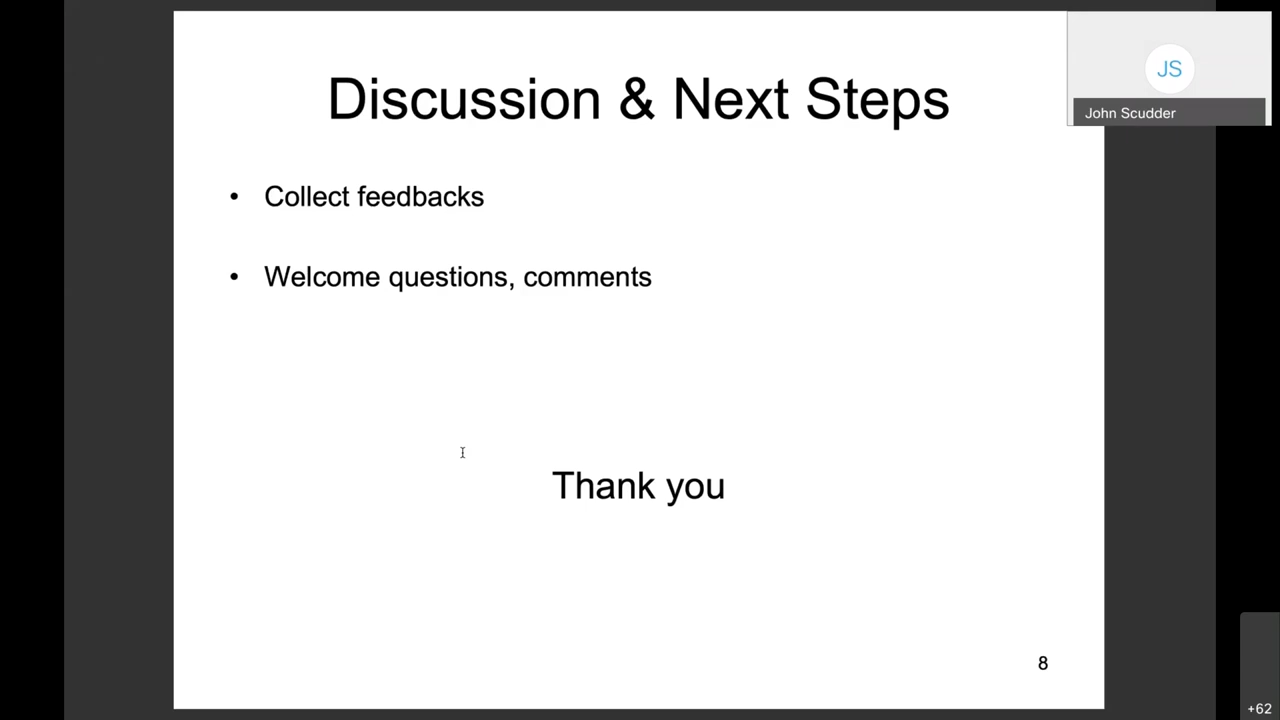 Discussion & Next Steps
JS
John Scudder
• Collect feedbacks
• Welcome questions, comments
Thank you
8
+62